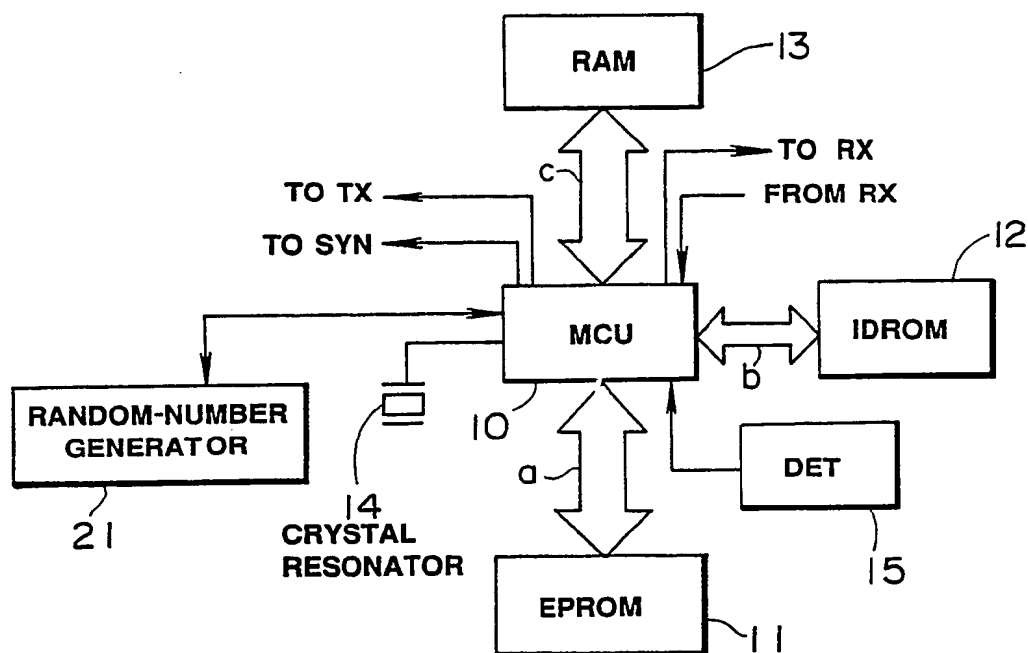 RAM
13
c
TO RX
FROM RX
TO TX
TO SYN
12
MCU
IDROM
b
RANDOM-NUMBER
GENERATOR
10
a
DET
14
21
CRYSTAL
RESONATOR
15
EPROM
11